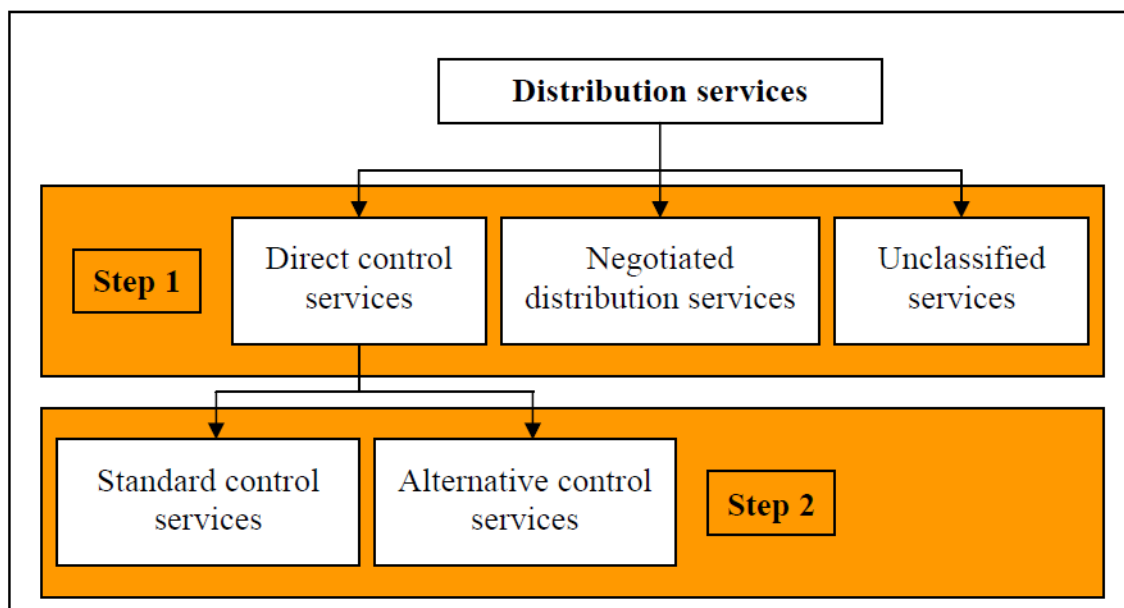 Distribution services
Step 1
Direct control
services
Negotiated
distribution services
Unclassified
services
Standard control
services
Alternative control
services
Step 2